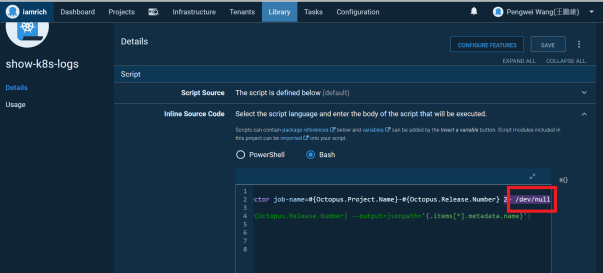 iamrich Dashboard Projects Infrastructure Tenants Library Tasks Configuration Pengwei Wang(王鵬維)
show-k8s-logs
Details
Usage
Details
CONFIGURE FEATURES
SAVE
EXPAND ALL COLLAPSE ALL
Script
Script Source The script is defined below (default)
Inline Source Code Select the script language and enter the body of the script that will be executed.
Scripts can contain package references below and variables can be added by the Insert a variable button. Script modules included
in this project can be imported into your script.
PowerShell Bash
1
2 ctor job-name=#{Octopus.Project.Name}-#{Octopus.Release.Number} 2> /dev/null
3
4 {Octopus.Release.Number} --output=jsonpath='{.items[*].metadata.name}'
5
6
7
8